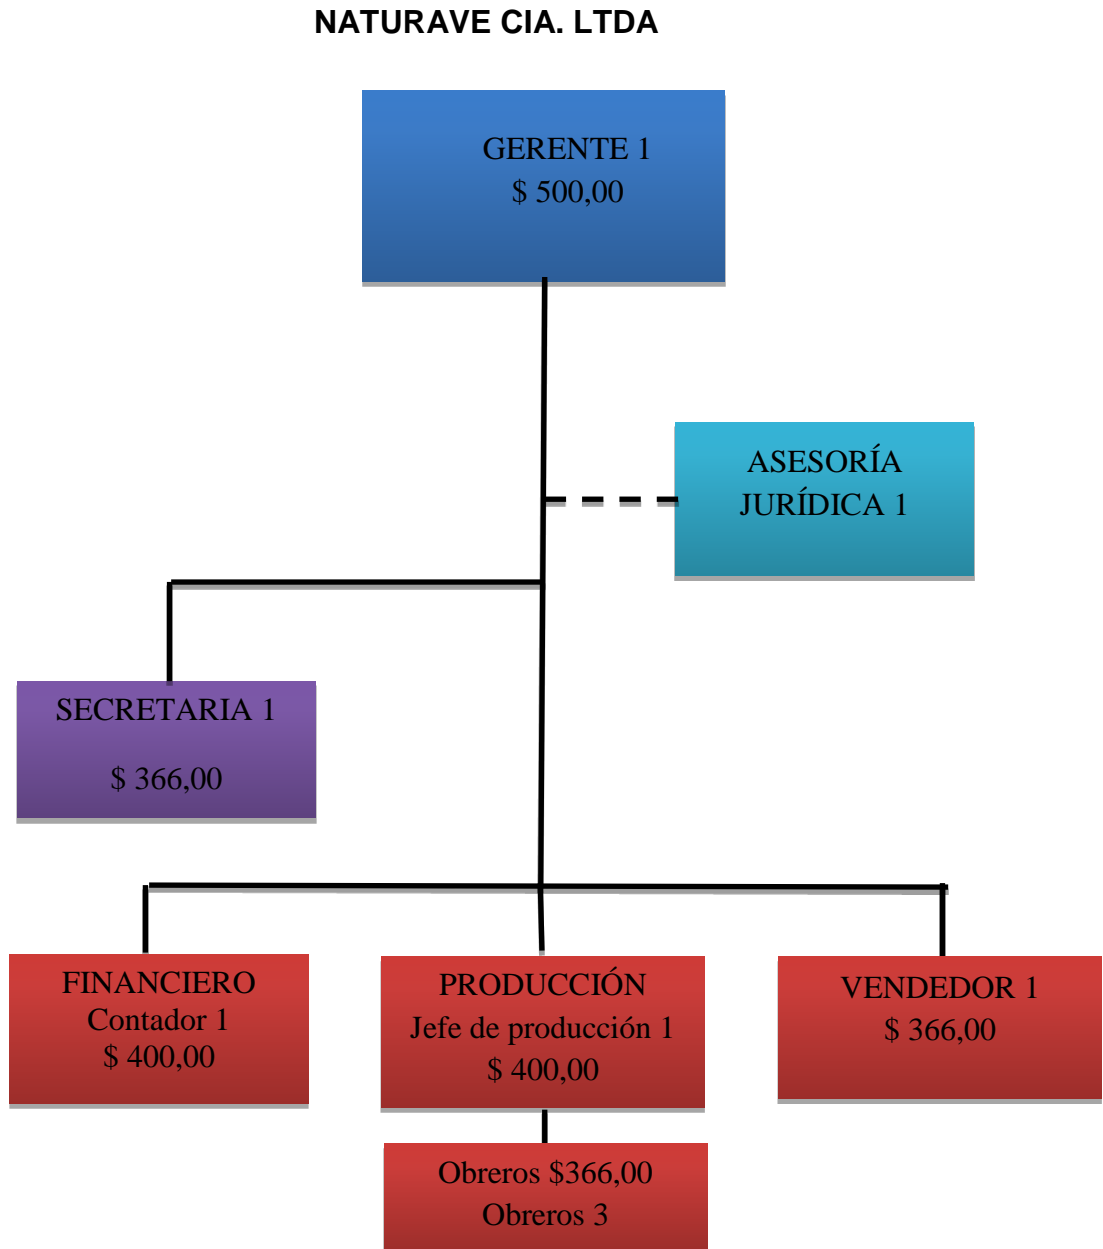 NATURAVE CIA. LTDA
GERENTE 1
$ 500,00
ASESORÍA
JURÍDICA 1
SECRETARIA 1
$ 366,00
FINANCIERO
Contador 1
$ 400,00
PRODUCCIÓN
Jefe de producción 1
$ 400,00
VENDEDOR 1
$ 366,00
Obreros $366,00
Obreros 3